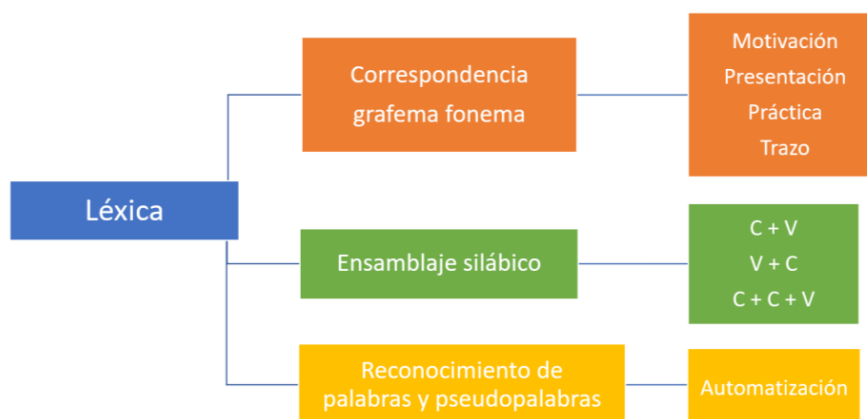 Léxica
Correspondencia
grafema fonema
Motivación
Presentación
Práctica
Trazo
Ensamblaje silábico
C + V
V + C
C + C + V
Reconocimiento de
palabras y pseudopalabras
Automatización